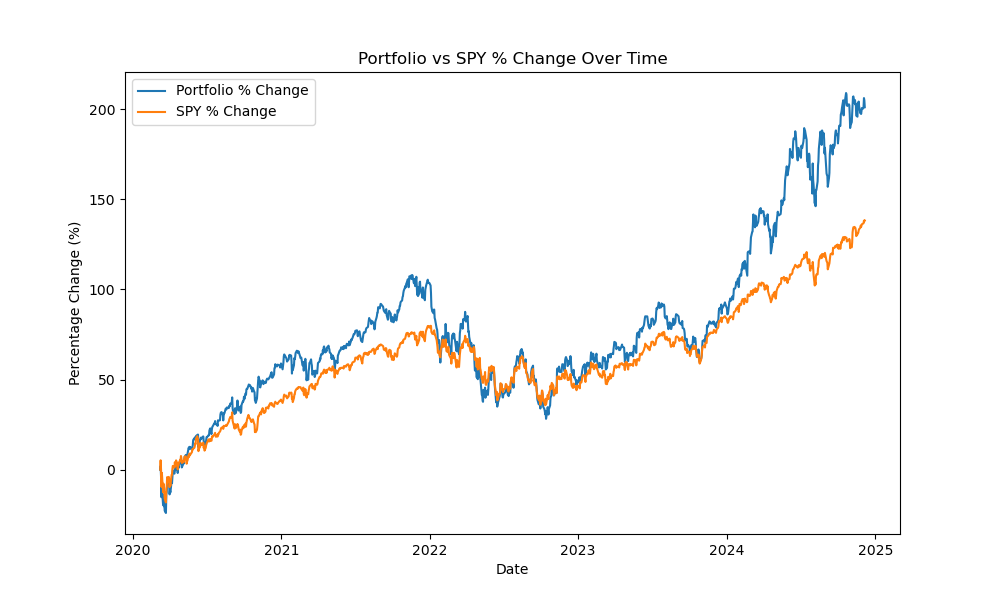 Portfolio vs SPY % Change Over Time
Portfolio % Change
SPY % Change
Percentage Change (%)
200
150
100
50
0
2020
2021
2022
2023
2024
2025
Date